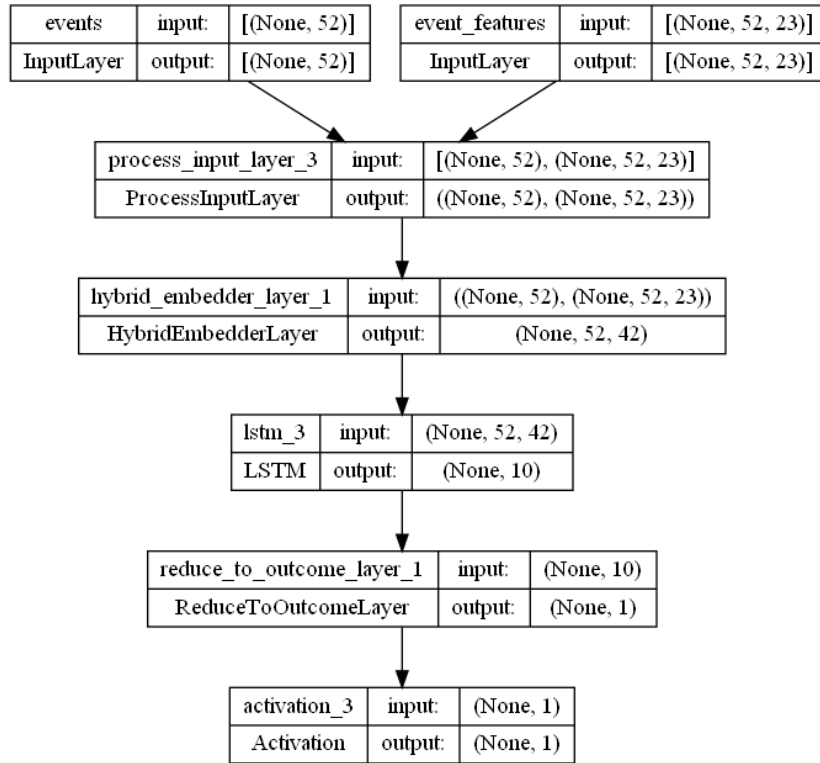 events input: [(None, 52)]
InputLayer output: [(None, 52)]
event_features input: [(None, 52, 23)]
InputLayer output: [(None, 52, 23)]
process_input_layer_3 input: [(None, 52), (None, 52, 23)]
ProcessInputLayer output: ((None, 52), (None, 52, 23))
hybrid_embedder_layer_1 input: ((None, 52), (None, 52, 23))
HybridEmbedderLayer output: (None, 52, 42)
lstm_3 input: (None, 52, 42)
LSTM output: (None, 10)
reduce_to_outcome_layer_1 input: (None, 10)
ReduceToOutcomeLayer output: (None, 1)
activation_3 input: (None, 1)
Activation output: (None, 1)